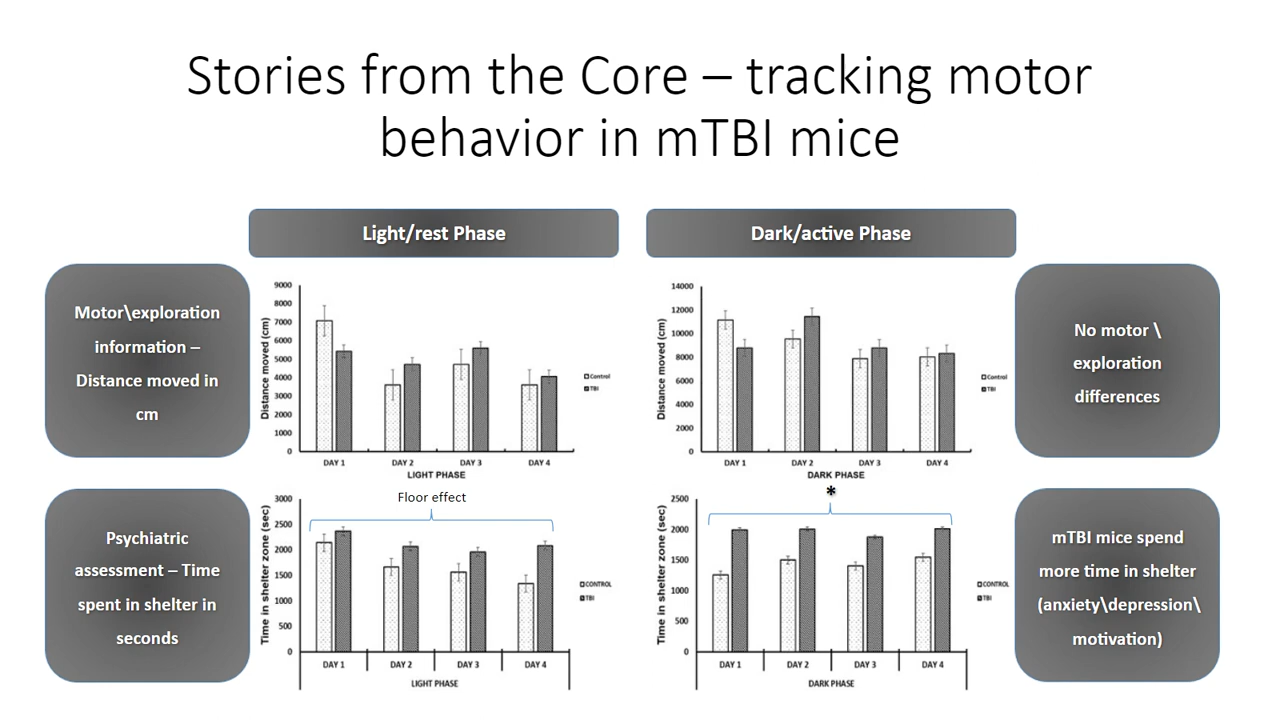 Stories from the Core – tracking motor
behavior in mTBI mice
Light/rest Phase
Dark/active Phase
Motor\exploration
information –
Distance moved in
cm
Distance moved (cm)
9000
8000
7000
6000
5000
4000
3000
2000
1000
0
DAY 1
DAY 2
DAY 3
DAY 4
LIGHT PHASE
Control
TBI
Distance moved (cm)
14000
12000
10000
8000
6000
4000
2000
0
DAY 1
DAY 2
DAY 3
DAY 4
DARK PHASE
Control
TBI
No motor \
exploration
differences
Psychiatric
assessment – Time
spent in shelter in
seconds
Time in shelter zone (sec)
3000
2500
2000
1500
1000
500
0
Floor effect
DAY 1
DAY 2
DAY 3
DAY 4
LIGHT PHASE
CONTROL
TBI
Time in shelter zone (sec)
2500
2000
1500
1000
500
0
*
DAY 1
DAY 2
DAY 3
DAY 4
DARK PHASE
CONTROL
TBI
mTBI mice spend
more time in shelter
(anxiety\depression\
motivation)